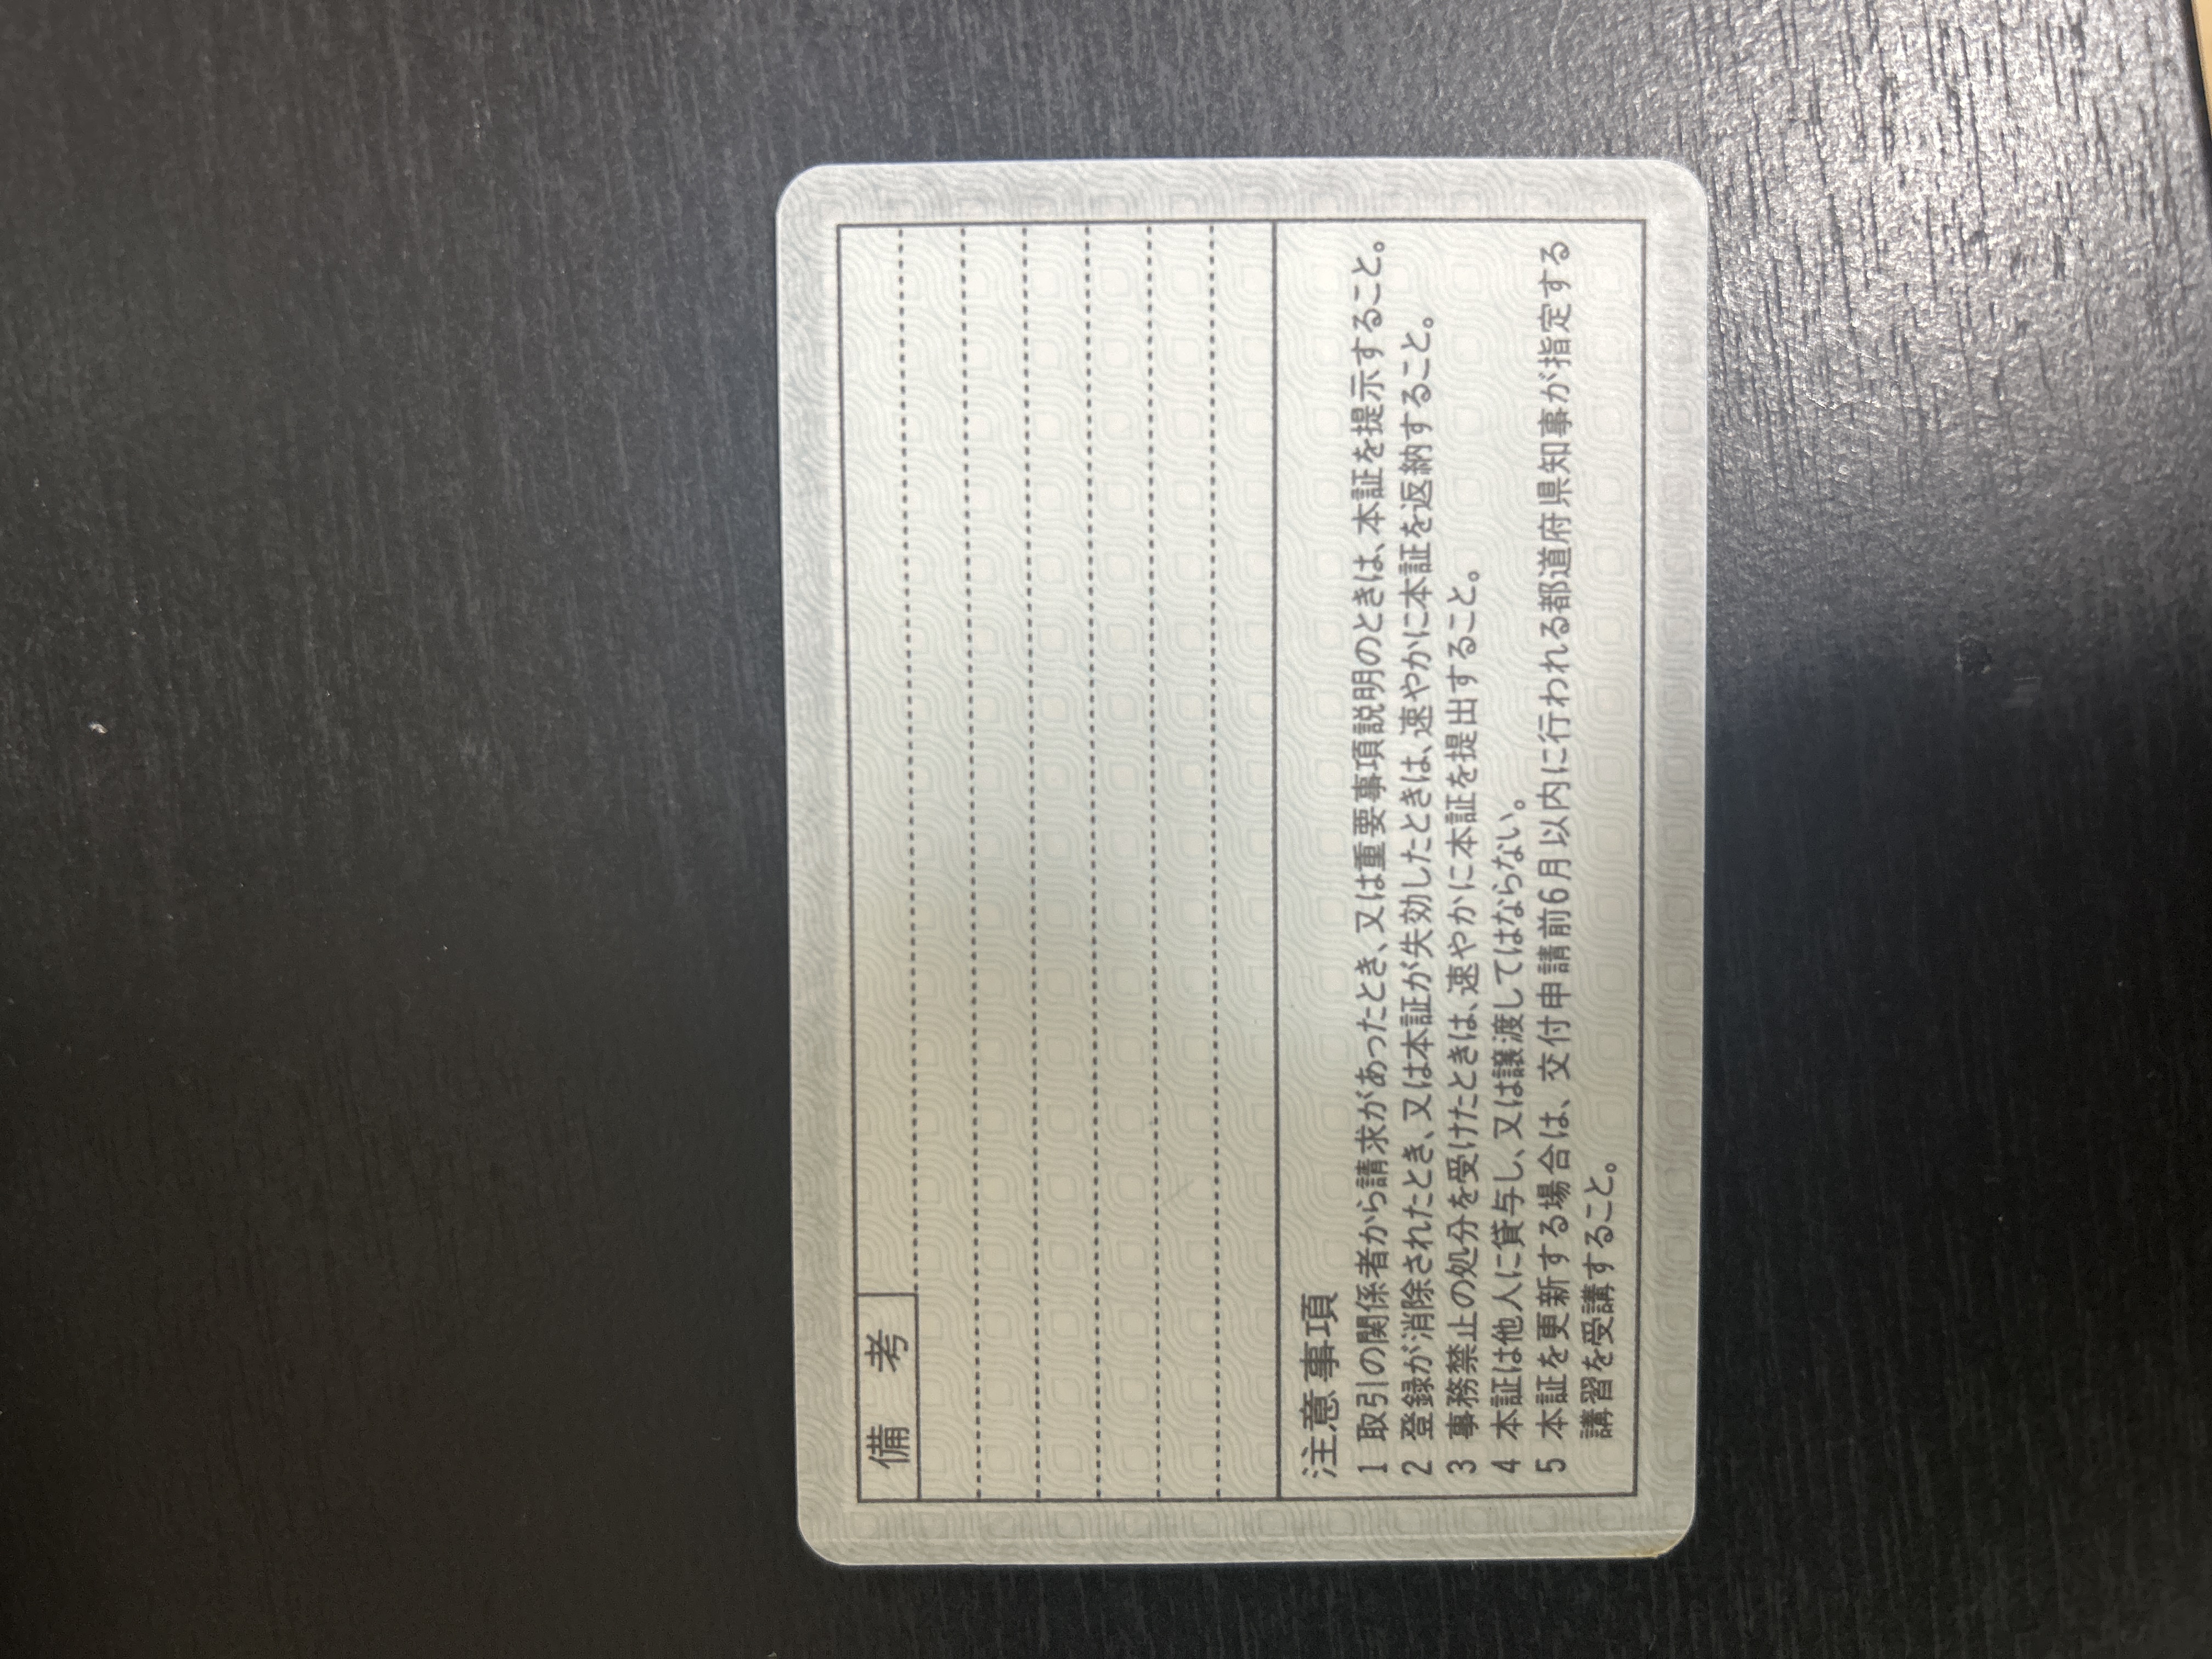 備　考
注意事項
1 取引の関係者から請求があったとき、又は重要事項説明のときは、本証を提示すること。
2 登録が消除されたとき、又は本証が失効したときは、速やかに本証を返納すること。
3 事務禁止の処分を受けたときは、速やかに本証を提出すること。
4 本証は他人に貸与し、又は譲渡してはならない。
5 本証を更新する場合は、交付申請前6月以内に行われる都道府県知事が指定する
講習を受講すること。